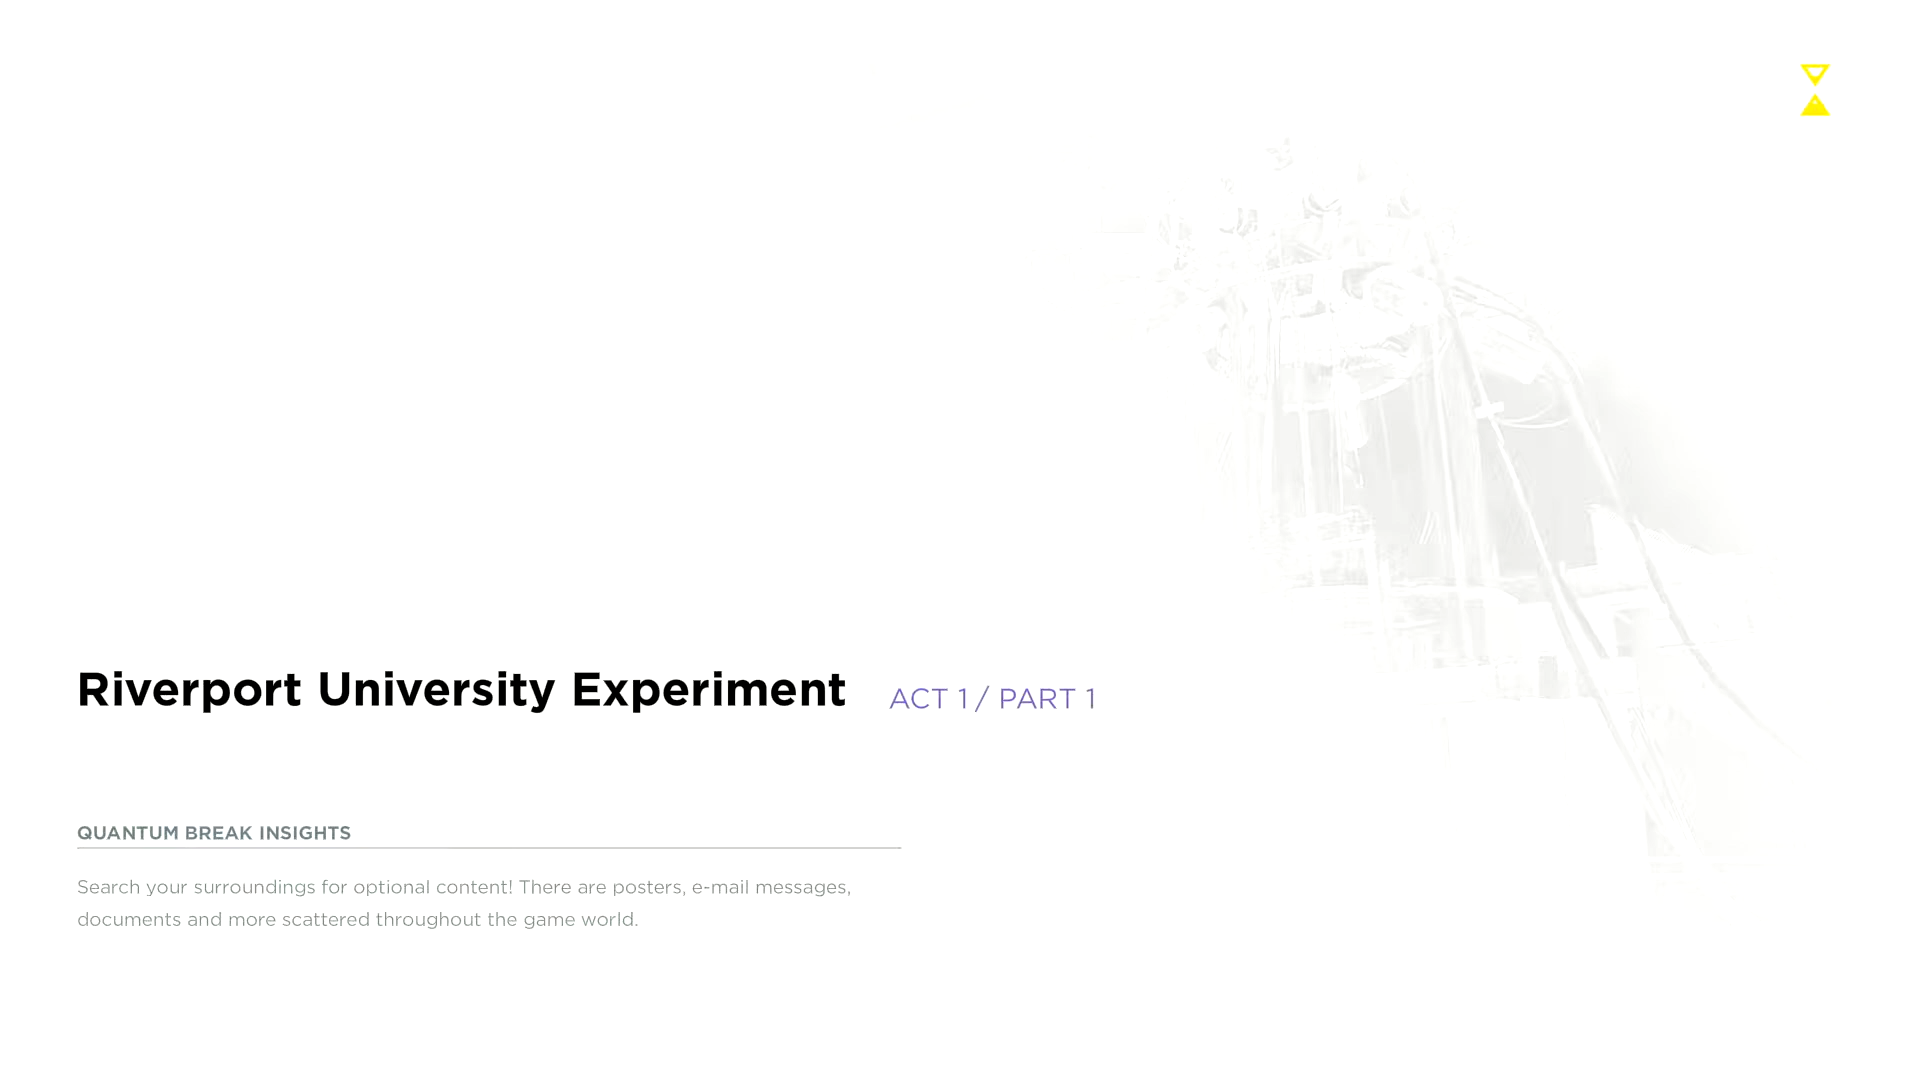 Riverport University Experiment ACT 1 / PART 1
QUANTUM BREAK INSIGHTS
Search your surroundings for optional content! There are posters, e-mail messages,
documents and more scattered throughout the game world.